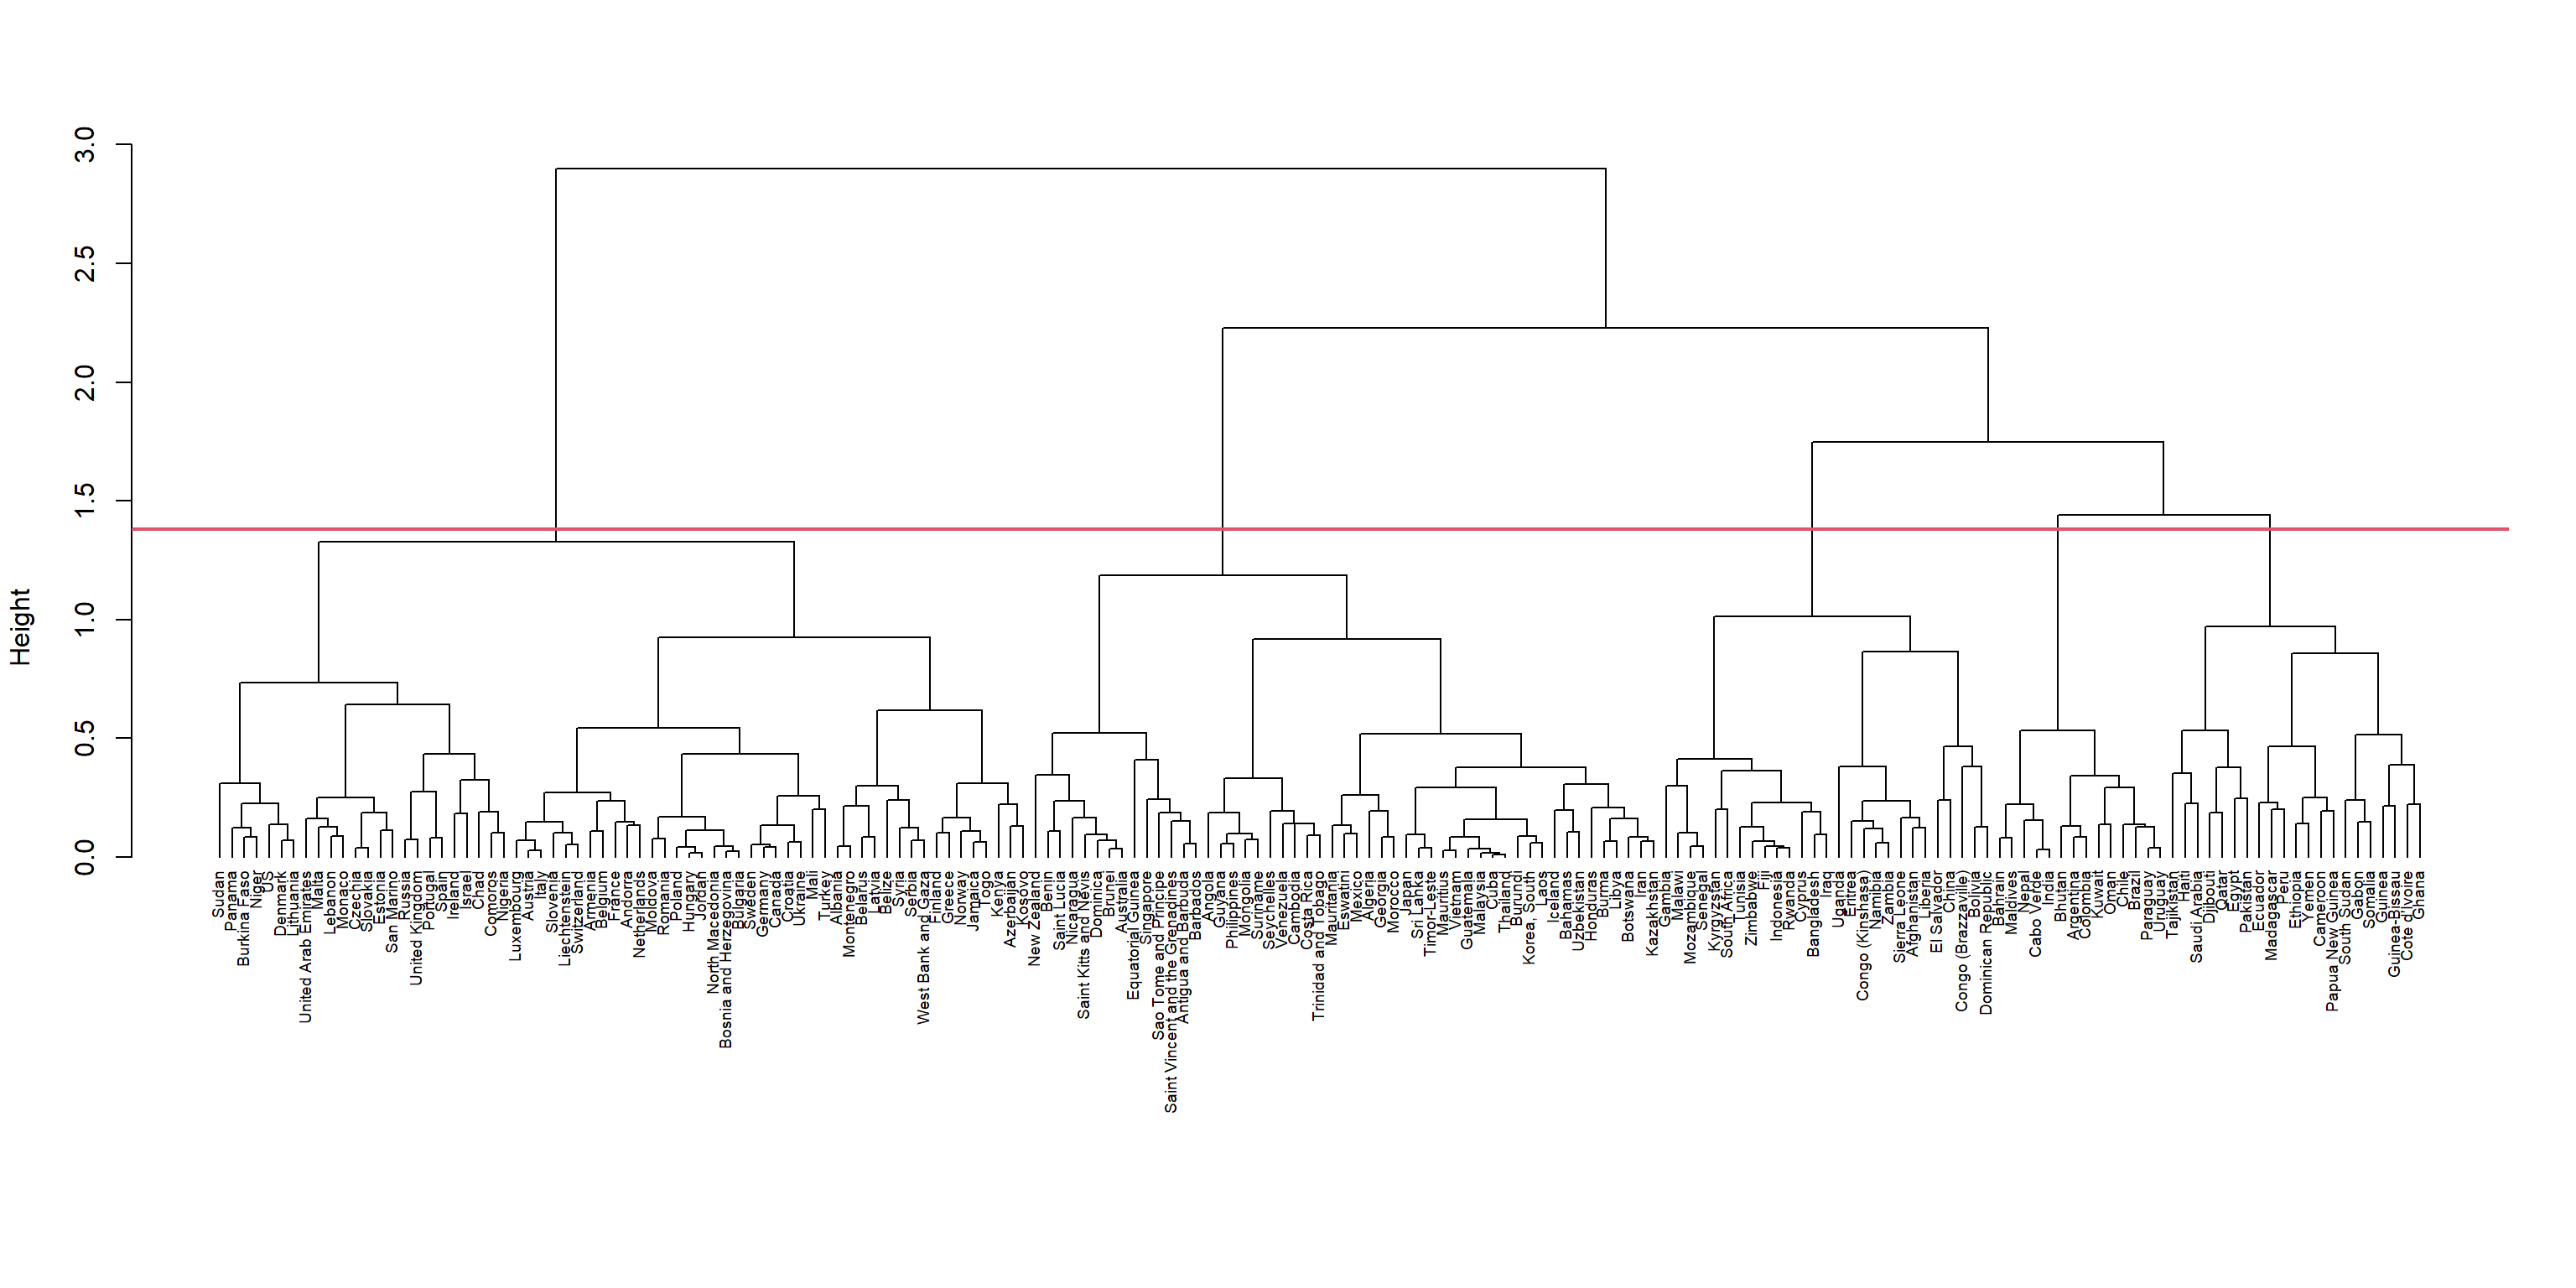 3.0
2.5
2.0
1.5
1.0
0.5
0.0
Height
Sudan
Panama
Burkina Faso
Niger
US
Denmark
Lithuania
United Arab Emirates
Malta
Lebanon
Monaco
Czechia
Slovakia
Estonia
San Marino
Russia
United Kingdom
Portugal
Spain
Ireland
Israel
Chad
Comoros
Nigeria
Luxembourg
Austria
Italy
Slovenia
Liechtenstein
Switzerland
Armenia
Belgium
France
Andorra
Netherlands
Moldova
Romania
Poland
Hungary
Jordan
North Macedonia
Bosnia and Herzegovina
Bulgaria
Sweden
Germany
Canada
Croatia
Ukraine
Mali
Turkey
Albania
Montenegro
Belarus
Latvia
Belize
Syria
Serbia
West Bank and Gaza
Finland
Greece
Norway
Jamaica
Togo
Kenya
Azerbaijan
Kosovo
New Zealand
Benin
Saint Lucia
Nicaragua
Saint Kitts and Nevis
Dominica
Brunei
Australia
Equatorial Guinea
Singapore
Sao Tome and Principe
Saint Vincent and the Grenadines
Antigua and Barbuda
Barbados
Angola
Guyana
Philippines
Mongolia
Suriname
Seychelles
Venezuela
Cambodia
Costa Rica
Trinidad and Tobago
Mauritania
Eswatini
Mexico
Algeria
Georgia
Morocco
Japan
Sri Lanka
Timor-Leste
Mauritius
Vietnam
Guatemala
Malaysia
Cuba
Thailand
Burundi
Korea, South
Laos
Iceland
Bahamas
Uzbekistan
Honduras
Burma
Libya
Botswana
Iran
Kazakhstan
Gambia
Malawi
Mozambique
Senegal
Kyrgyzstan
South Africa
Tunisia
Zimbabwe
Fiji
Indonesia
Rwanda
Cyprus
Bangladesh
Iraq
Uganda
Eritrea
Congo (Kinshasa)
Namibia
Zambia
Sierra Leone
Afghanistan
Liberia
El Salvador
China
Congo (Brazzaville)
Bolivia
Dominican Republic
Bahrain
Maldives
Nepal
Cabo Verde
India
Bhutan
Argentina
Colombia
Kuwait
Oman
Chile
Brazil
Paraguay
Uruguay
Tajikistan
Haiti
Saudi Arabia
Djibouti
Qatar
Egypt
Pakistan
Ecuador
Madagascar
Peru
Ethiopia
Yemen
Cameroon
Papua New Guinea
South Sudan
Gabon
Somalia
Guinea
Guinea-Bissau
Cote d'Ivoire
Ghana